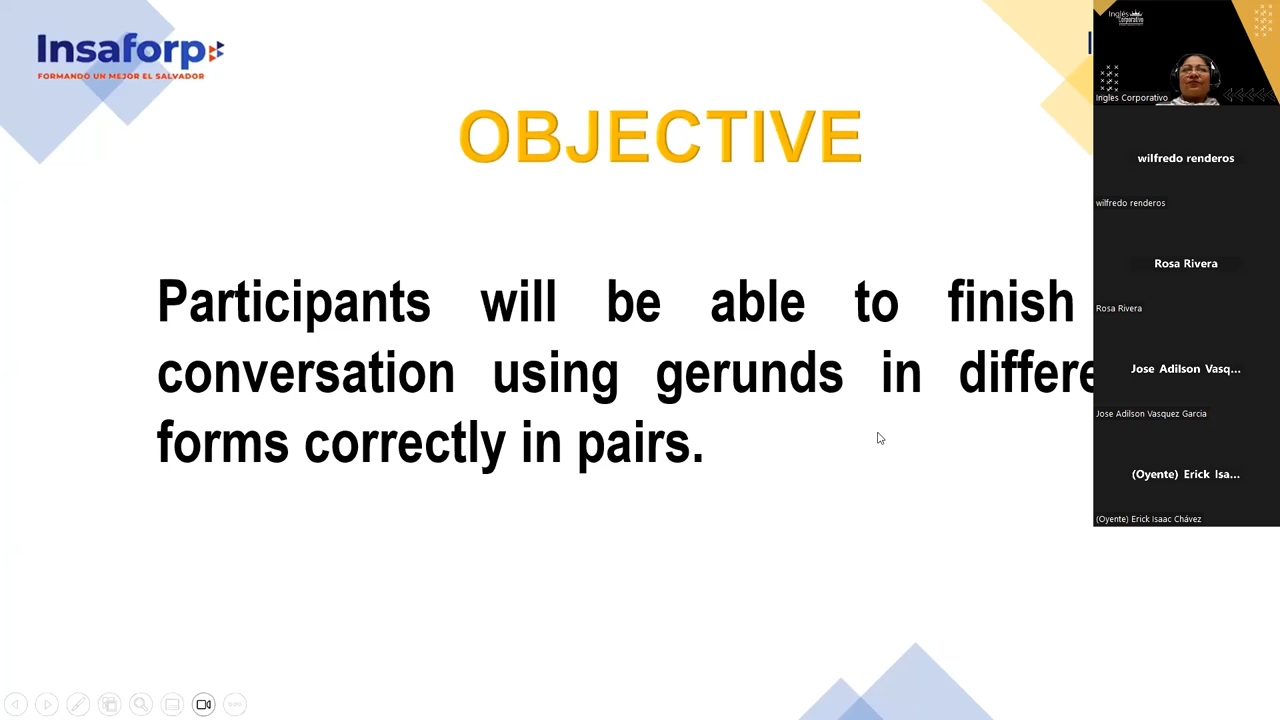 Insaforp
FORMANDO UN MEJOR EL SALVADOR
OBJECTIVE
Participants will be able to finish
conversation using gerunds in differe
forms correctly in pairs.
Inglés
Corporativo
Ingles Corporativo
wilfredo renderos
wilfredo renderos
Rosa Rivera
Rosa Rivera
Jose Adilson Vasq...
Jose Adilson Vasquez Garcia
(Oyente) Erick Isa...
(Oyente) Erick Isaac Chávez